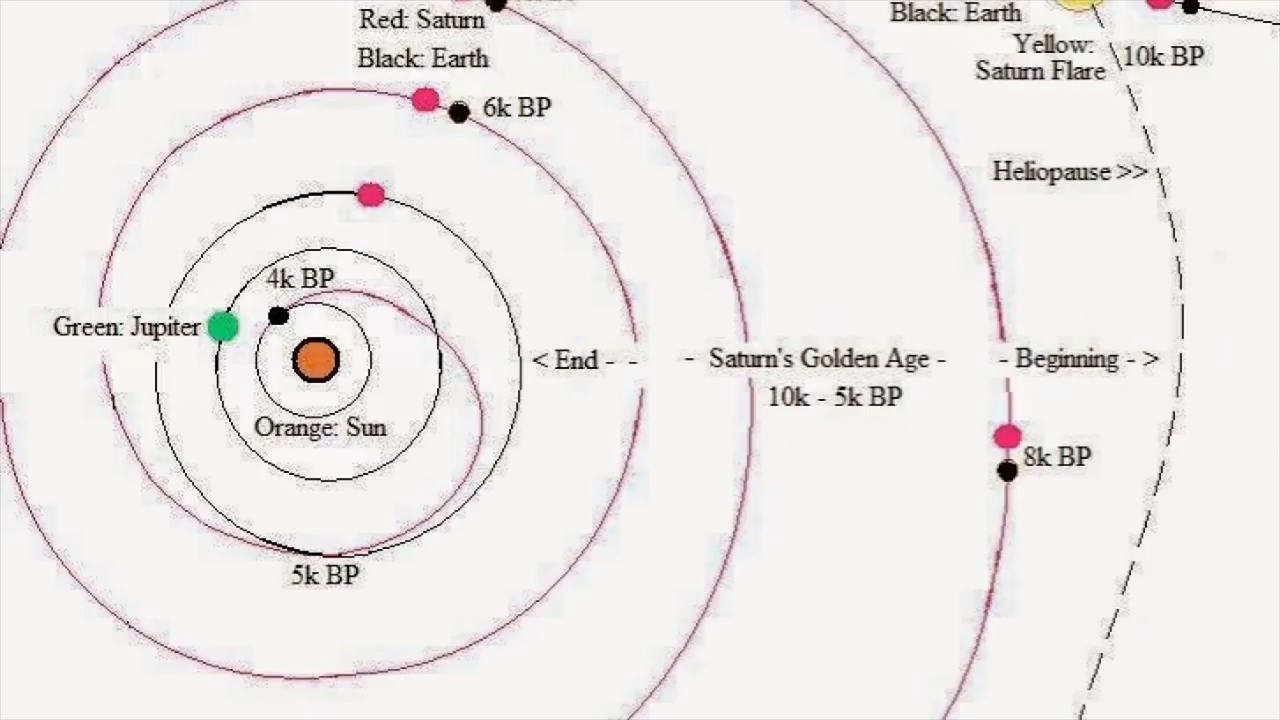 Red: Saturn
Black: Earth
Black: Earth
Yellow:
Saturn Flare
10k BP
6k BP
Heliopause >>
4k BP
Green: Jupiter
< End - -
- Saturn's Golden Age -
10k - 5k BP
- Beginning - >
Orange: Sun
8k BP
5k BP